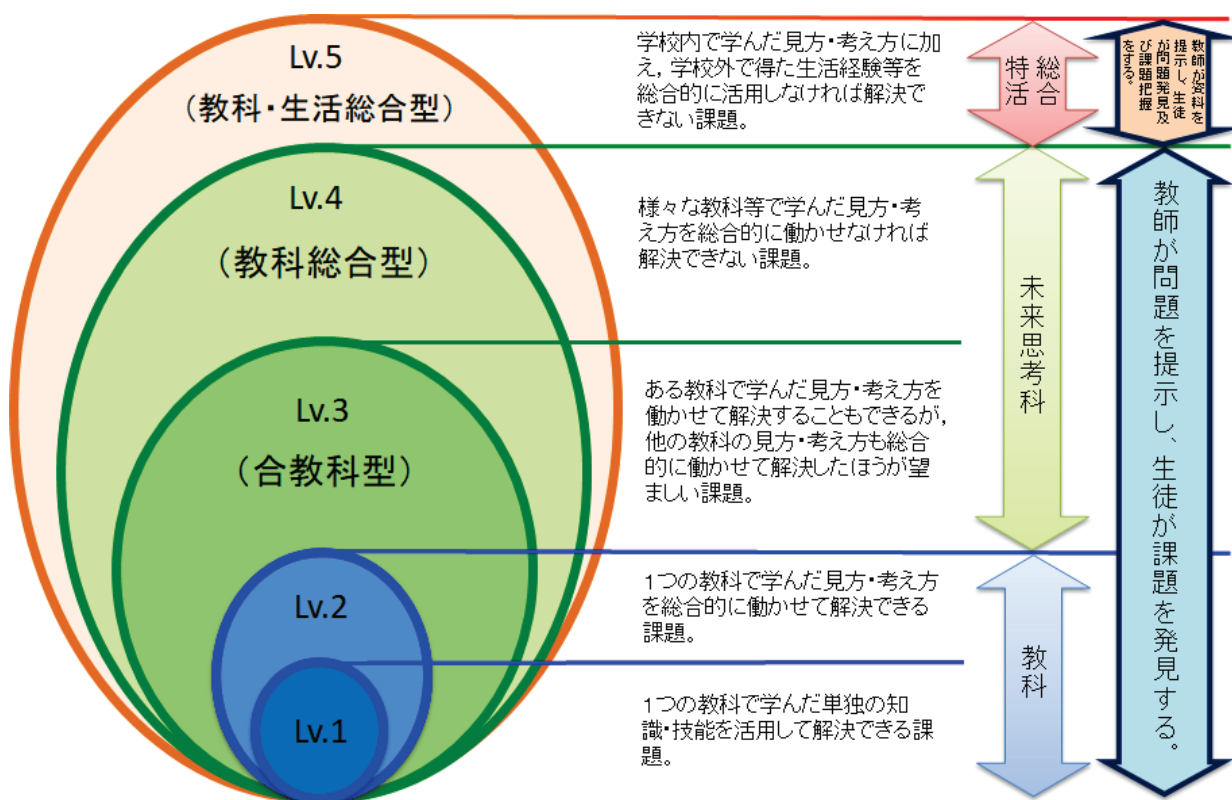 Lv.5
(教科・生活総合型)
Lv.4
(教科総合型)
Lv.3
(合教科型)
Lv.2
Lv.1
学校内で学んだ見方・考え方に加
え，学校外で得た生活経験等を
総合的に活用しなければ解決で
きない課題。
様々な教科等で学んだ見方・考
え方を総合的に働かせなければ
解決できない課題。
ある教科で学んだ見方・考え方を
働かせて解決することもできるが，
他の教科の見方・考え方も総合
的に働かせて解決したほうが望
ましい課題。
1つの教科で学んだ見方・考え方
を総合的に働かせて解決できる
課題。
1つの教科で学んだ単独の知
識・技能を活用して解決できる課
題。
総合
特活
未来思考科
教科
教師が資料を
提示し、生徒
が問題発見及
び課題把握
をする。
教師が問題を提示し、生徒が課題を発見する。